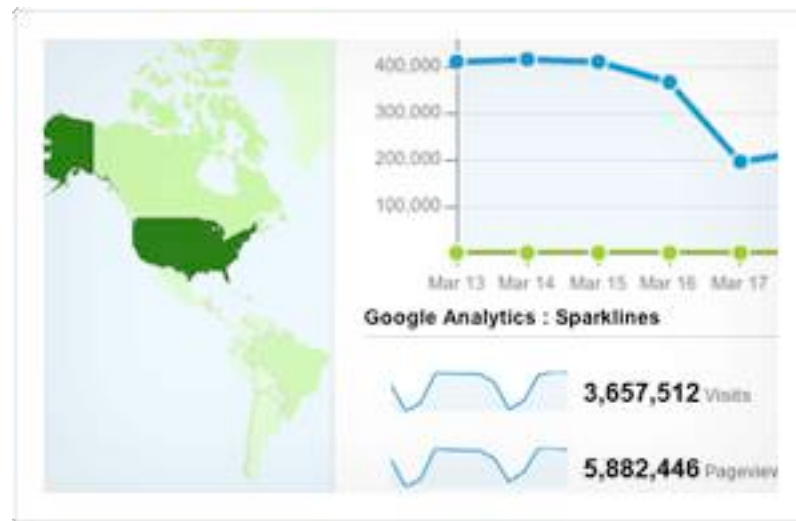 400,000
300,000
200,000
100,000
Mar 13 Mar 14 Mar 15 Mar 16 Mar 17
Google Analytics : Sparklines
3,657,512 Visits
5,882,446 Pageview